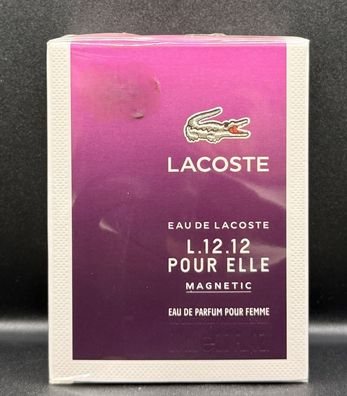 LACOSTE
EAU DE LACOSTE
L.12.12
POUR ELLE
MAGNETIC
EAU DE PARFUM POUR FEMME